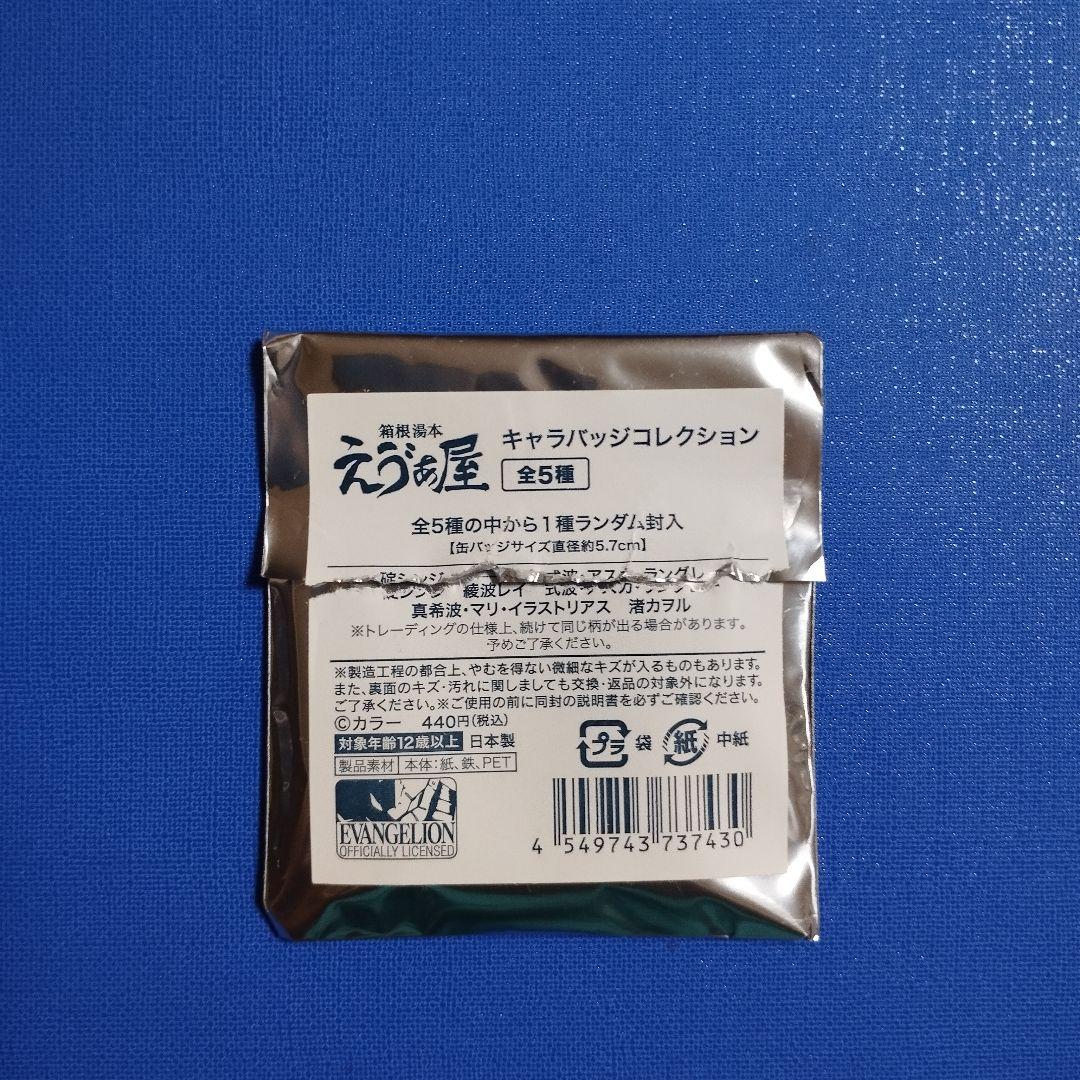 箱根湯本
えゔぁ屋
キャラバッジコレクション
全5種
全5種の中から1種ランダム封入
【缶バッジサイズ直径約5.7cm】
綾波レイ
真希波・マリ・イラストリアス 渚カヲル
※トレーディングの仕様上、続けて同じ柄が出る場合があります。
予めご了承ください。
※製造工程の都合上、やむを得ない微細なキズが入るものもあります。
また、裏面のキズ・汚れに関しましても交換・返品の対象外になります。
ご了承ください。※ご使用の前に同封の説明書を必ずご確認ください。
©カラー 440円(税込)
対象年齢12歳以上 日本製
製品素材 本体:紙、鉄、PET
プラ 袋 紙 中紙
EVANGELION
OFFICIALLY LICENSED
4 549743 737430